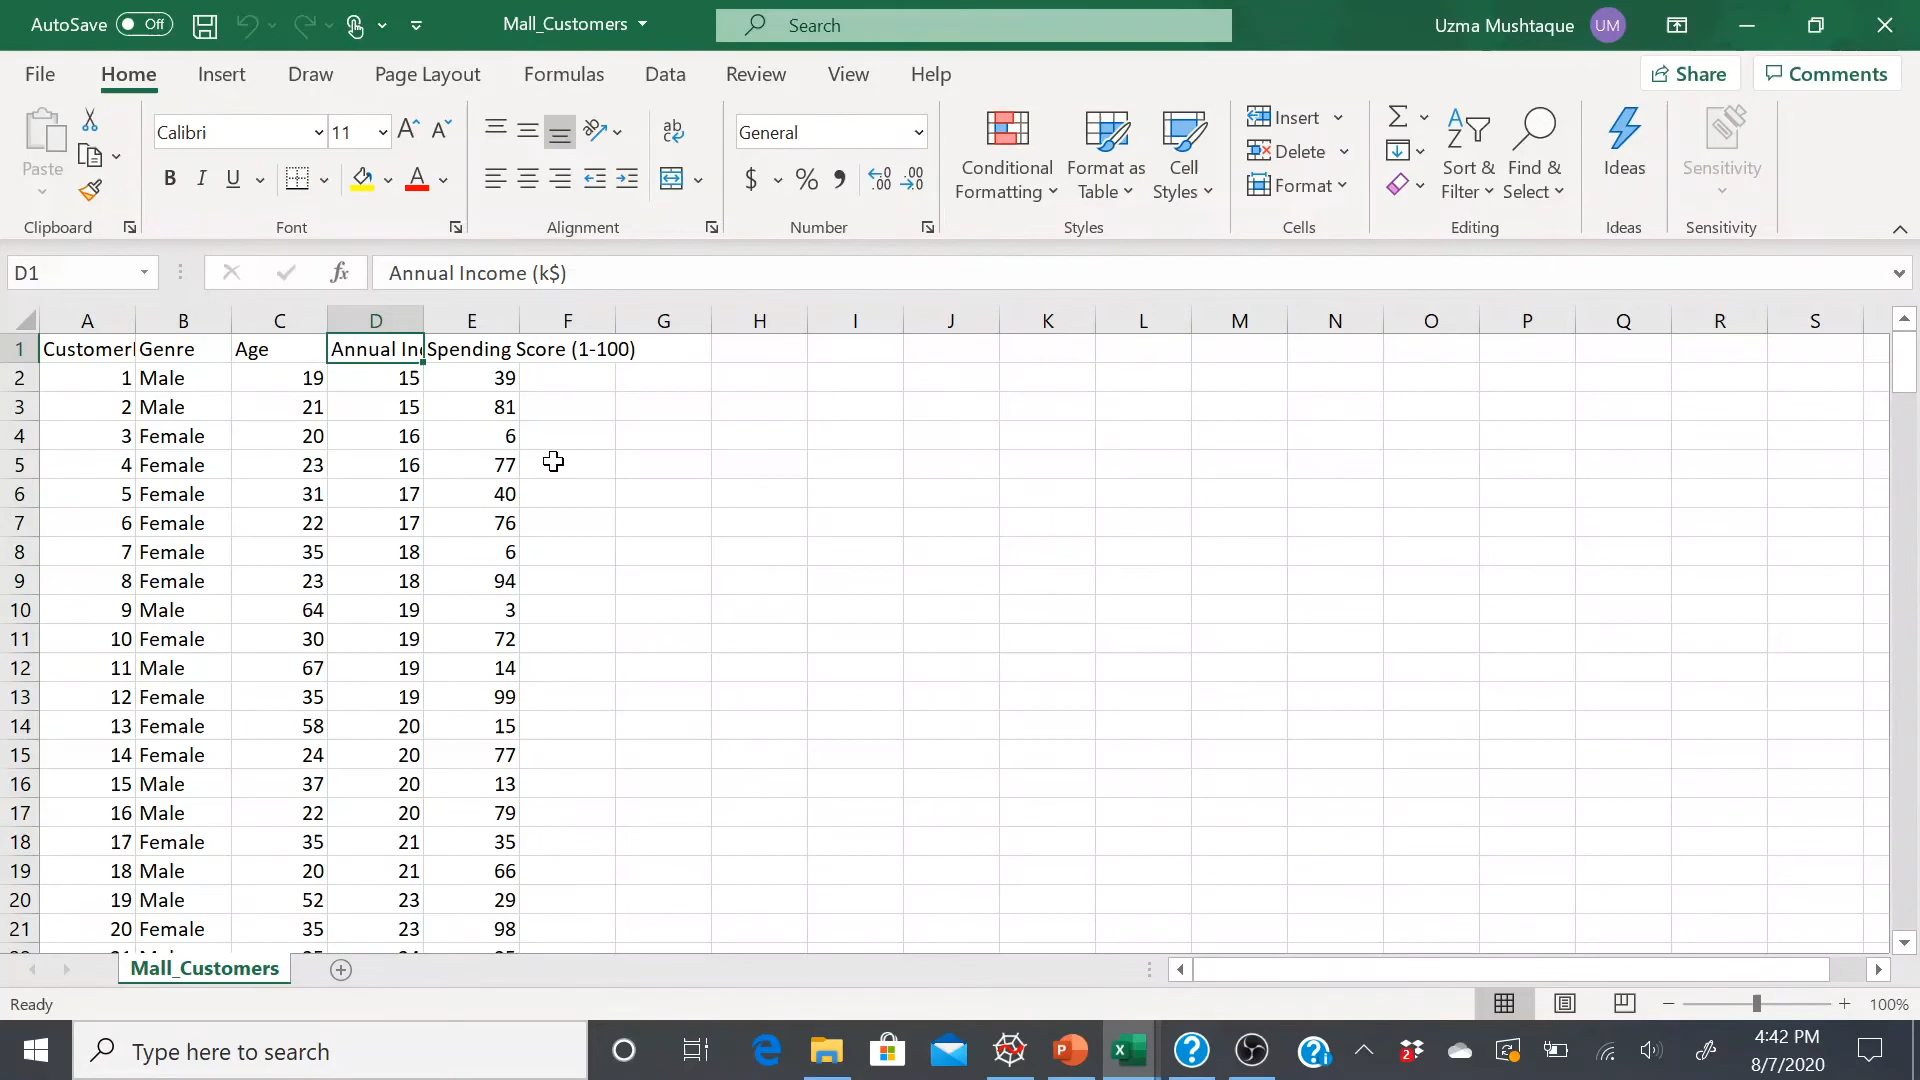 AutoSave Off Mall_Customers Search Uzma Mushtaque UM
File Home Insert Draw Page Layout Formulas Data Review View Help Share Comments
Paste Calibri 11 General Conditional Formatting Format as Table Cell Styles Insert Delete Format Sort & Filter Find & Select Ideas Sensitivity
Clipboard Font Alignment Number Styles Cells Editing Ideas Sensitivity
D1 fx Annual Income (k$)
A B C D E F G H I J K L M N O P Q R S
1 Customer Genre Age Annual In Spending Score (1-100)
2 1 Male 19 15 39
3 2 Male 21 15 81
4 3 Female 20 16 6
5 4 Female 23 16 77
6 5 Female 31 17 40
7 6 Female 22 17 76
8 7 Female 35 18 6
9 8 Female 23 18 94
10 9 Male 64 19 3
11 10 Female 30 19 72
12 11 Male 67 19 14
13 12 Female 35 19 99
14 13 Female 58 20 15
15 14 Female 24 20 77
16 15 Male 37 20 13
17 16 Male 22 20 79
18 17 Female 35 21 35
19 18 Male 20 21 66
20 19 Male 52 23 29
21 20 Female 35 23 98
Mall_Customers
Ready 100%
Type here to search 4:42 PM
8/7/2020